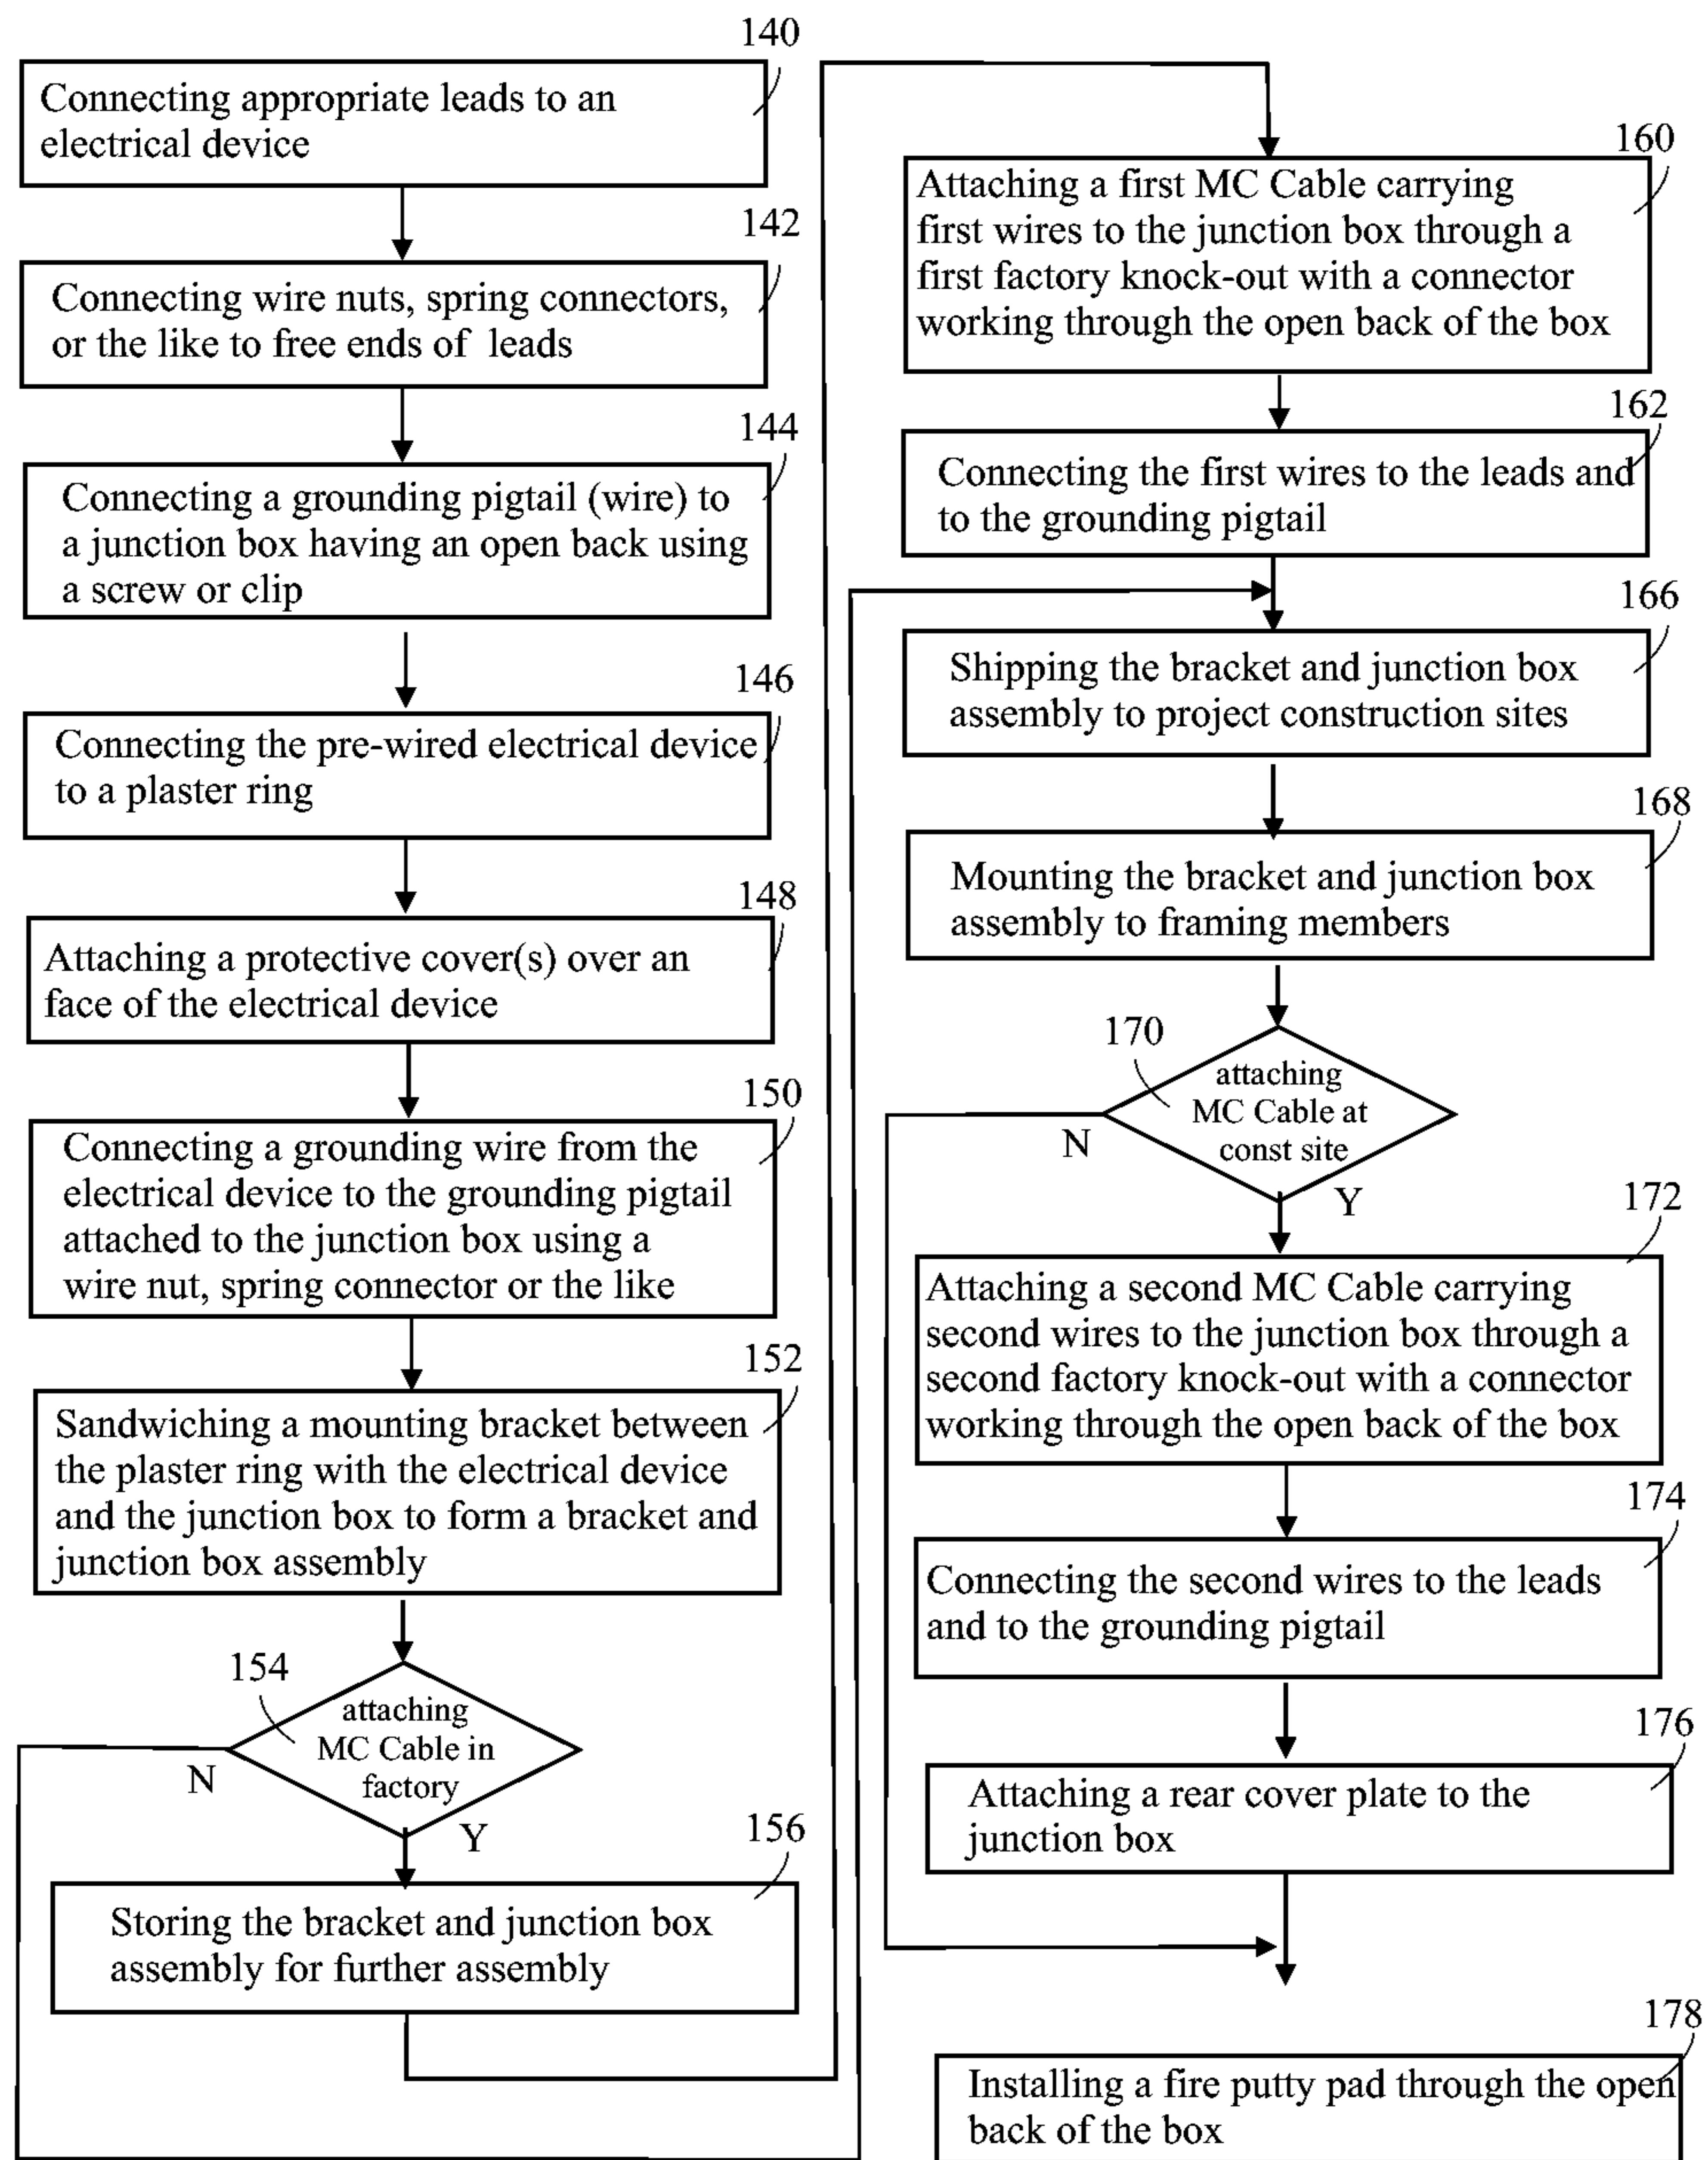 140
Connecting appropriate leads to an
electrical device
142
Connecting wire nuts, spring connectors,
or the like to free ends of leads
144
Connecting a grounding pigtail (wire) to
a junction box having an open back using
a screw or clip
146
Connecting the pre-wired electrical device
to a plaster ring
148
Attaching a protective cover(s) over an
face of the electrical device
150
Connecting a grounding wire from the
electrical device to the grounding pigtail
attached to the junction box using a
wire nut, spring connector or the like
152
Sandwiching a mounting bracket between
the plaster ring with the electrical device
and the junction box to form a bracket and
junction box assembly
154
attaching
MC Cable in
factory
N
Y
156
Storing the bracket and junction box
assembly for further assembly
160
Attaching a first MC Cable carrying
first wires to the junction box through a
first factory knock-out with a connector
working through the open back of the box
162
Connecting the first wires to the leads and
to the grounding pigtail
166
Shipping the bracket and junction box
assembly to project construction sites
168
Mounting the bracket and junction box
assembly to framing members
170
attaching
MC Cable at
const site
N
Y
172
Attaching a second MC Cable carrying
second wires to the junction box through a
second factory knock-out with a connector
working through the open back of the box
174
Connecting the second wires to the leads
and to the grounding pigtail
176
Attaching a rear cover plate to the
junction box
178
Installing a fire putty pad through the open
back of the box